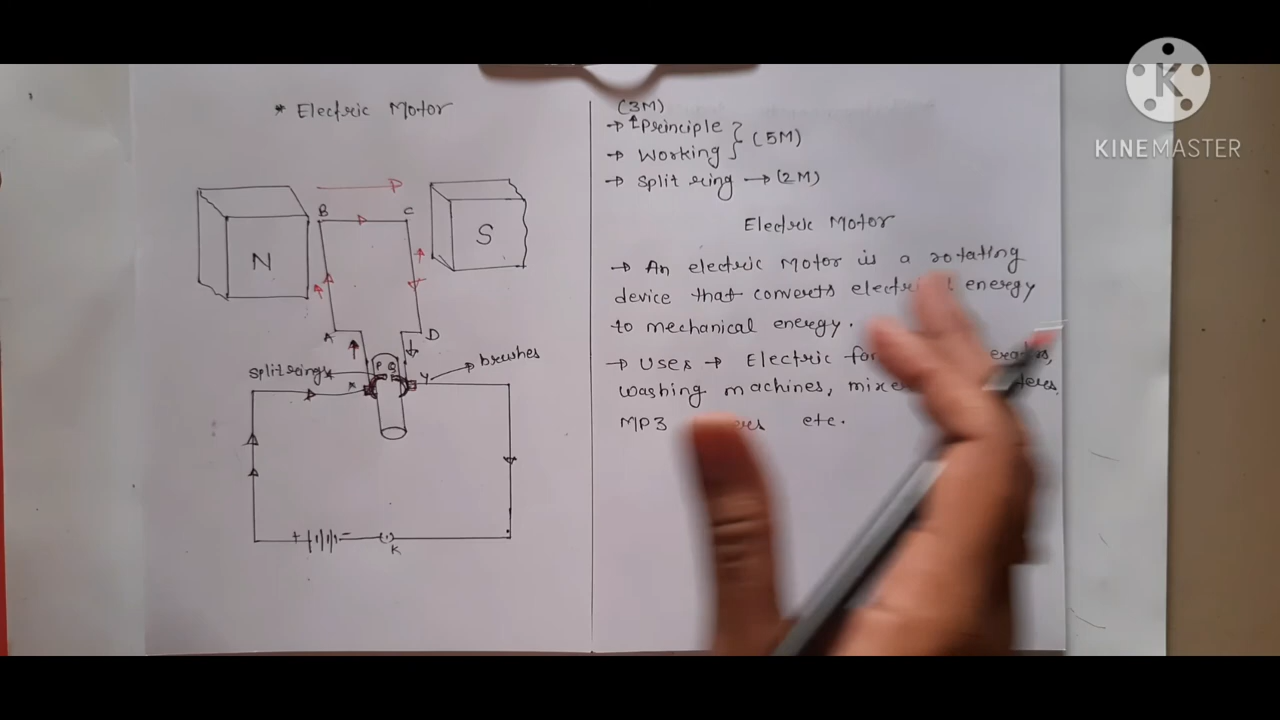 KINEMASTER
* Electric Motor
N
S
B
C
A
D
P Q
X
Y
split rings
brushes
+
-
K
(3M)
→ Principle
→ Working } (5M)
→ Split ring → (2M)
Electric Motor
→ An electric Motor is a rotating
device that converts energy
to mechanical energy.
→ Uses → Electric
washing machines,
MP3 etc.